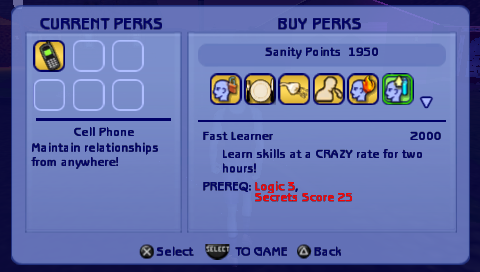 CURRENT PERKS
Cell Phone
Maintain relationships
from anywhere!
BUY PERKS
Sanity Points 1950
Fast Learner 2000
Learn skills at a CRAZY rate for two
hours!
PREREQ: Logic 3,
Secrets Score 25
Select SELECT TO GAME Back